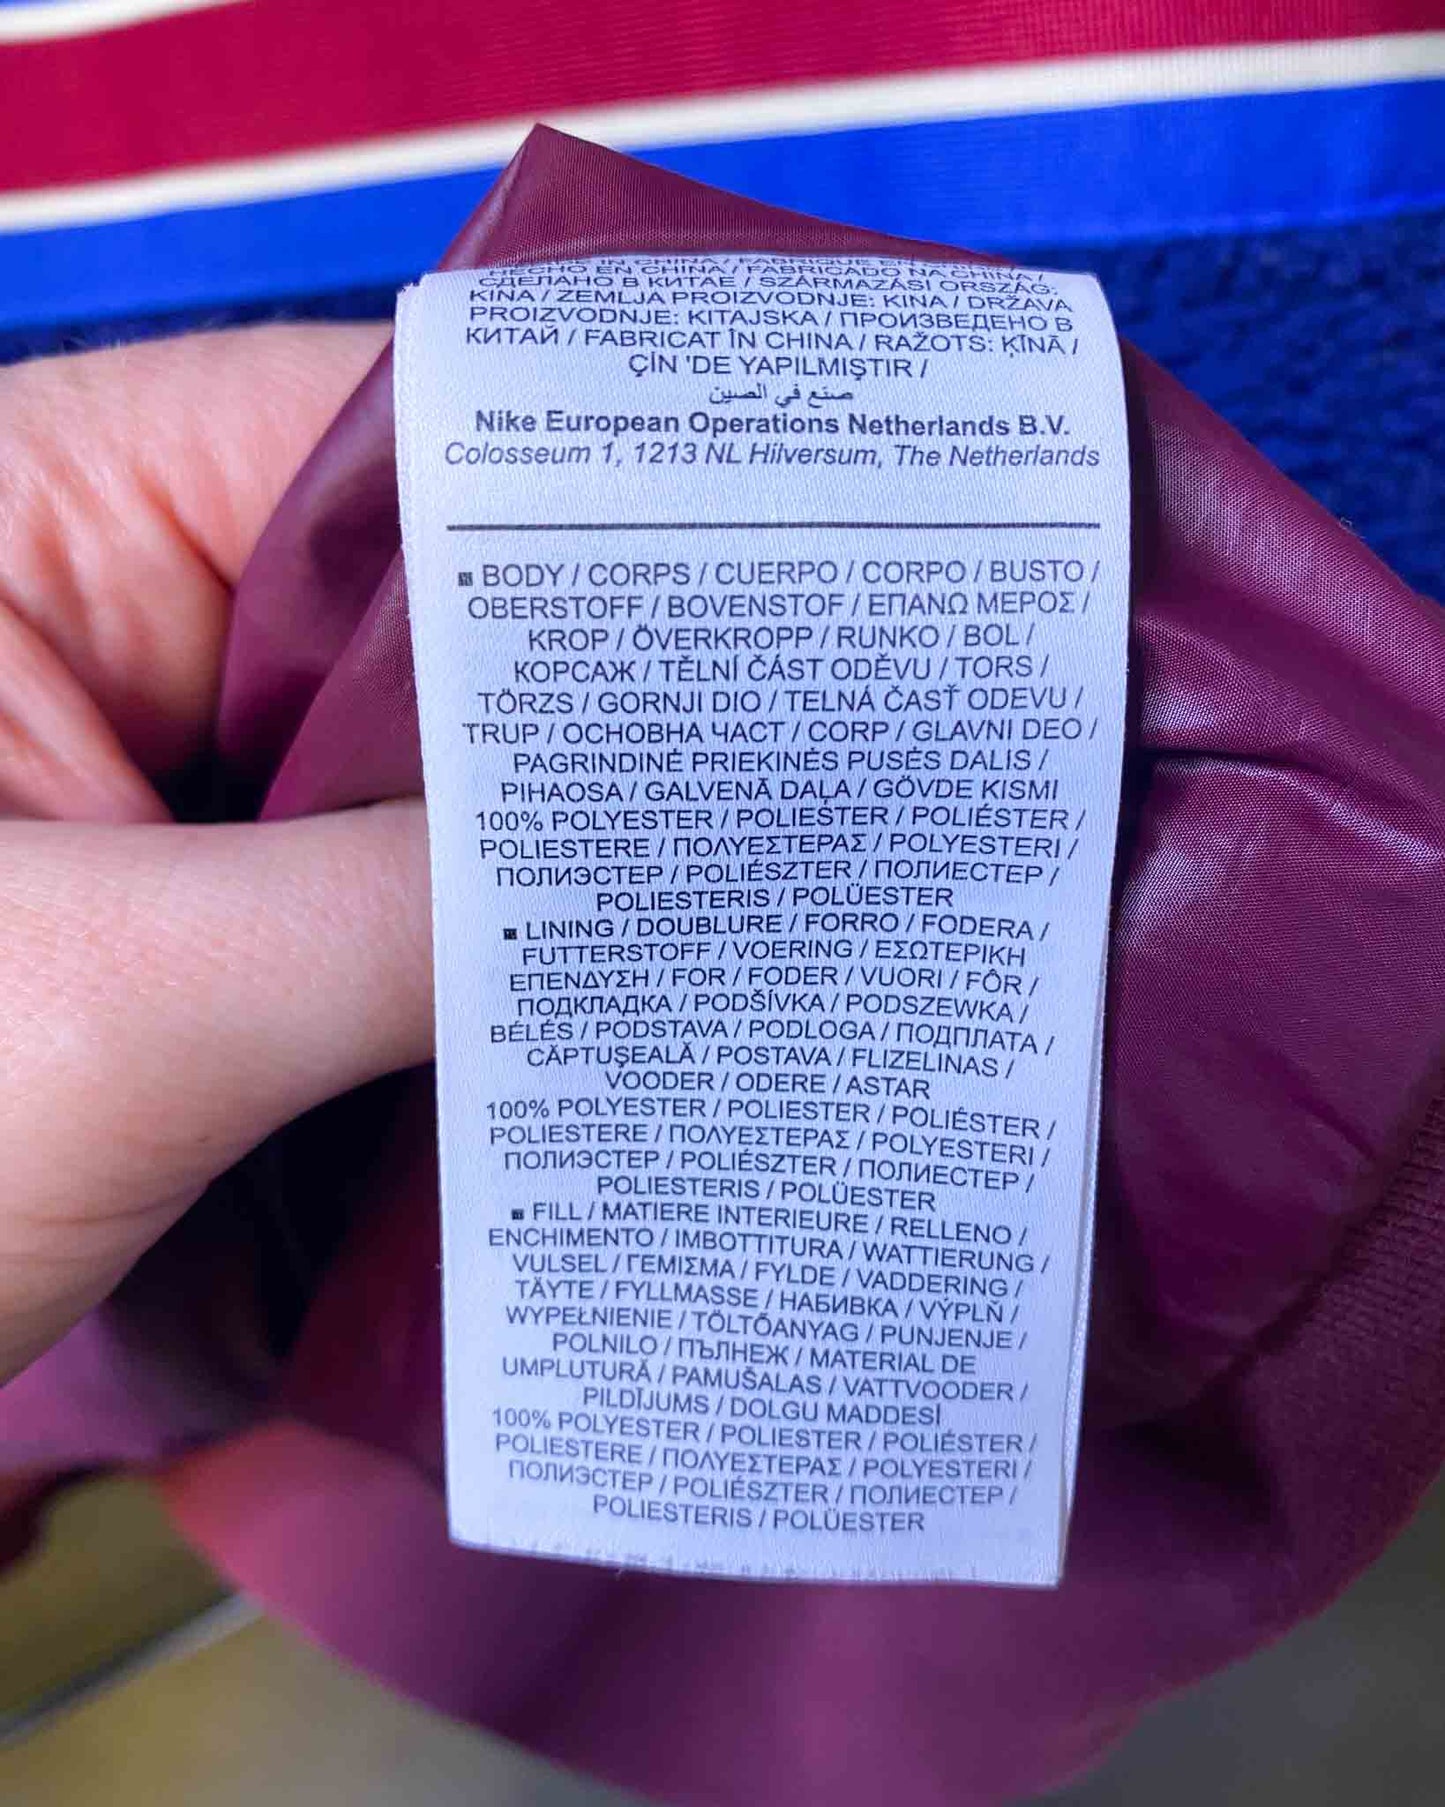 HECHO EN CHINA / FABRICADO NA CHINA /
СДЕЛАНО В КИТАЕ / SZÁRMAZÁSI ORSZÁG:
KÍNA / ZEMLJA PROIZVODNJE: KINA / DRŽAVA
PROIZVODNJE: KITAJSKA / ПРОИЗВЕДЕНО В
КИТАЙ / FABRICAT ÎN CHINA / RAŽOTS: ĶĪNĀ /
ÇİN 'DE YAPILMIŞTIR /
صنع في الصين
Nike European Operations Netherlands B.V.
Colosseum 1, 1213 NL Hilversum, The Netherlands
BODY / CORPS / CUERPO / CORPO / BUSTO /
OBERSTOFF / BOVENSTOF / ΕΠΑΝΩ ΜΕΡΟΣ /
KROP / ÖVERKROPP / RUNKO / BOL /
КОРСАЖ / TĚLNÍ ČÁST ODĚVU / TORS /
TÖRZS / GORNJI DIO / TELNÁ ČASŤ ODEVU /
TRUP / ОСНОВНА ЧАСТ / CORP / GLAVNI DEO /
PAGRINDINĖ PRIEKINĖS PUSĖS DALIS /
PIHAOSA / GALVENĀ DAĻA / GÖVDE KISMI
100% POLYESTER / POLIESTER / POLIÉSTER /
POLIESTERE / ΠΟΛΥΕΣΤΕΡΑΣ / POLYESTERI /
ПОЛИЭСТЕР / POLIÉSZTER / ПОЛИЕСТЕР /
POLIESTERIS / POLÜESTER
LINING / DOUBLURE / FORRO / FODERA /
FUTTERSTOFF / VOERING / ΕΣΩΤΕΡΙΚΗ
ΕΠΕΝΔΥΣΗ / FOR / FODER / VUORI / FÔR /
ПОДКЛАДКА / PODŠÍVKA / PODSZEWKA /
BÉLÉS / PODSTAVA / PODLOGA / ПОДПЛАТА /
CĂPTUŞEALĂ / POSTAVA / FLIZELINAS /
VOODER / ODERE / ASTAR
100% POLYESTER / POLIESTER / POLIÉSTER /
POLIESTERE / ΠΟΛΥΕΣΤΕΡΑΣ / POLYESTERI /
ПОЛИЭСТЕР / POLIÉSZTER / ПОЛИЕСТЕР /
POLIESTERIS / POLÜESTER
FILL / MATIERE INTERIEURE / RELLENO /
ENCHIMENTO / IMBOTTITURA / WATTIERUNG /
VULSEL / ΓΕΜΙΣΜΑ / FYLDE / VADDERING /
TÄYTE / FYLLMASSE / НАБИВКА / VÝPLŇ /
WYPEŁNIENIE / TÖLTŐANYAG / PUNJENJE /
POLNILO / ПЪЛНЕЖ / MATERIAL DE
UMPLUTURĂ / PAMUŠALAS / VATTVOODER /
PILDĪJUMS / DOLGU MADDESİ
100% POLYESTER / POLIESTER / POLIÉSTER /
POLIESTERE / ΠΟΛΥΕΣΤΕΡΑΣ / POLYESTERI /
ПОЛИЭСТЕР / POLIÉSZTER / ПОЛИЕСТЕР /
POLIESTERIS / POLÜESTER